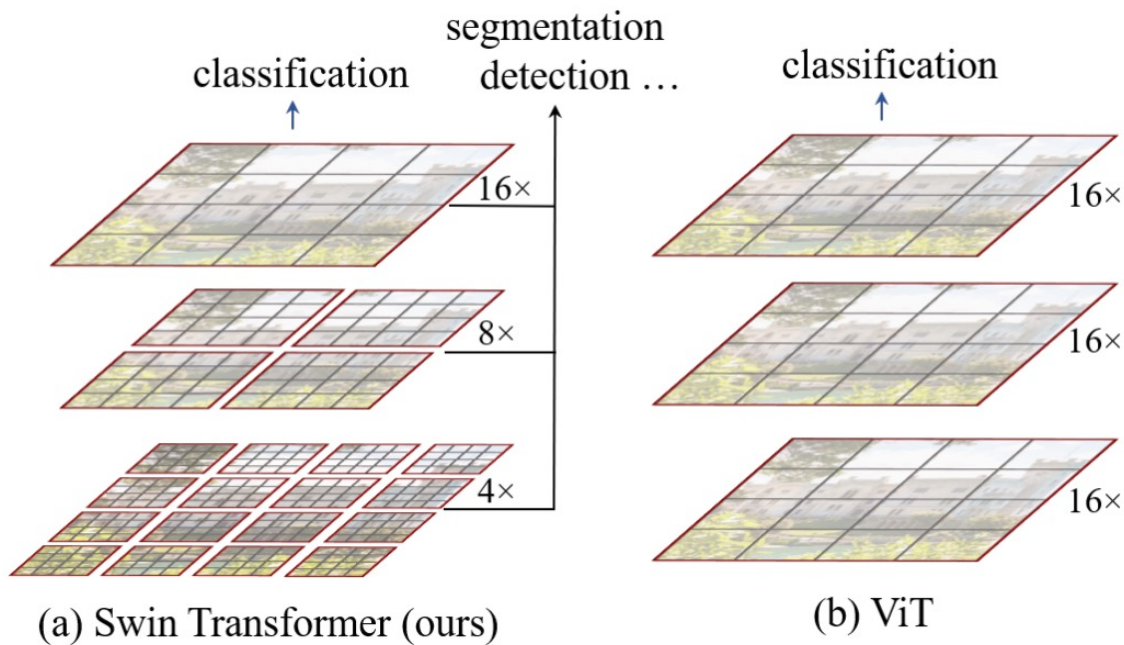 segmentation
classification
detection …
classification
16×
8×
4×
16×
16×
16×
(a) Swin Transformer (ours)
(b) ViT